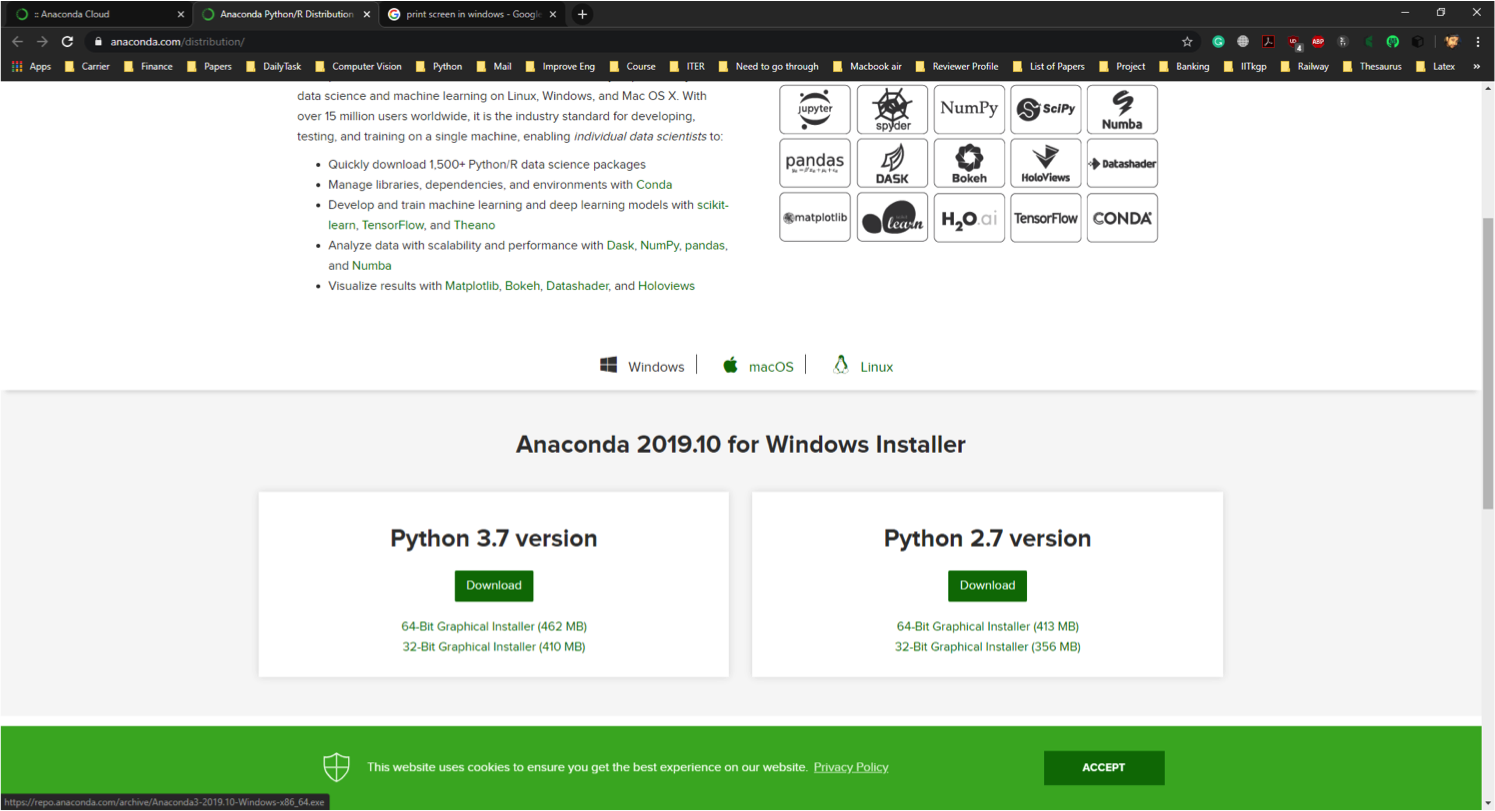 :: Anaconda Cloud
Anaconda Python/R Distribution
print screen in windows - Google
anaconda.com/distribution/
Apps Carrier Finance Papers DailyTask Computer Vision Python Mail Improve Eng Course ITER Need to go through Macbook air Reviewer Profile List of Papers Project Banking IITkgp Railway Thesaurus Latex »
data science and machine learning on Linux, Windows, and Mac OS X. With
over 15 million users worldwide, it is the industry standard for developing,
testing, and training on a single machine, enabling individual data scientists to:
• Quickly download 1,500+ Python/R data science packages
• Manage libraries, dependencies, and environments with Conda
• Develop and train machine learning and deep learning models with scikit-
learn, TensorFlow, and Theano
• Analyze data with scalability and performance with Dask, NumPy, pandas,
and Numba
• Visualize results with Matplotlib, Bokeh, Datashader, and Holoviews
jupyter spyder NumPy SciPy Numba
pandas DASK Bokeh HoloViews Datashader
matplotlib learn H2O.ai TensorFlow CONDA
Windows macOS Linux
Anaconda 2019.10 for Windows Installer
Python 3.7 version
Download
64-Bit Graphical Installer (462 MB)
32-Bit Graphical Installer (410 MB)
Python 2.7 version
Download
64-Bit Graphical Installer (413 MB)
32-Bit Graphical Installer (356 MB)
This website uses cookies to ensure you get the best experience on our website. Privacy Policy
ACCEPT
https://repo.anaconda.com/archive/Anaconda3-2019.10-Windows-x86_64.exe